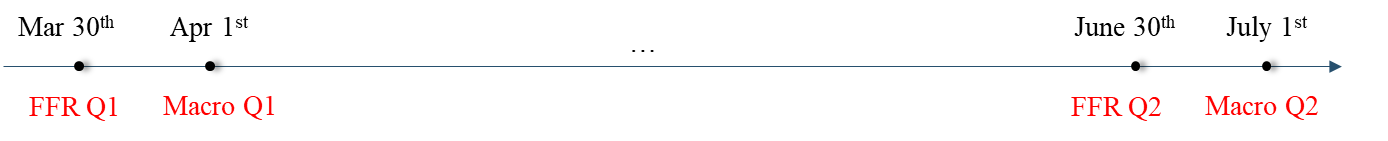 Mar 30th Apr 1st ... June 30th July 1st
FFR Q1 Macro Q1 FFR Q2 Macro Q2